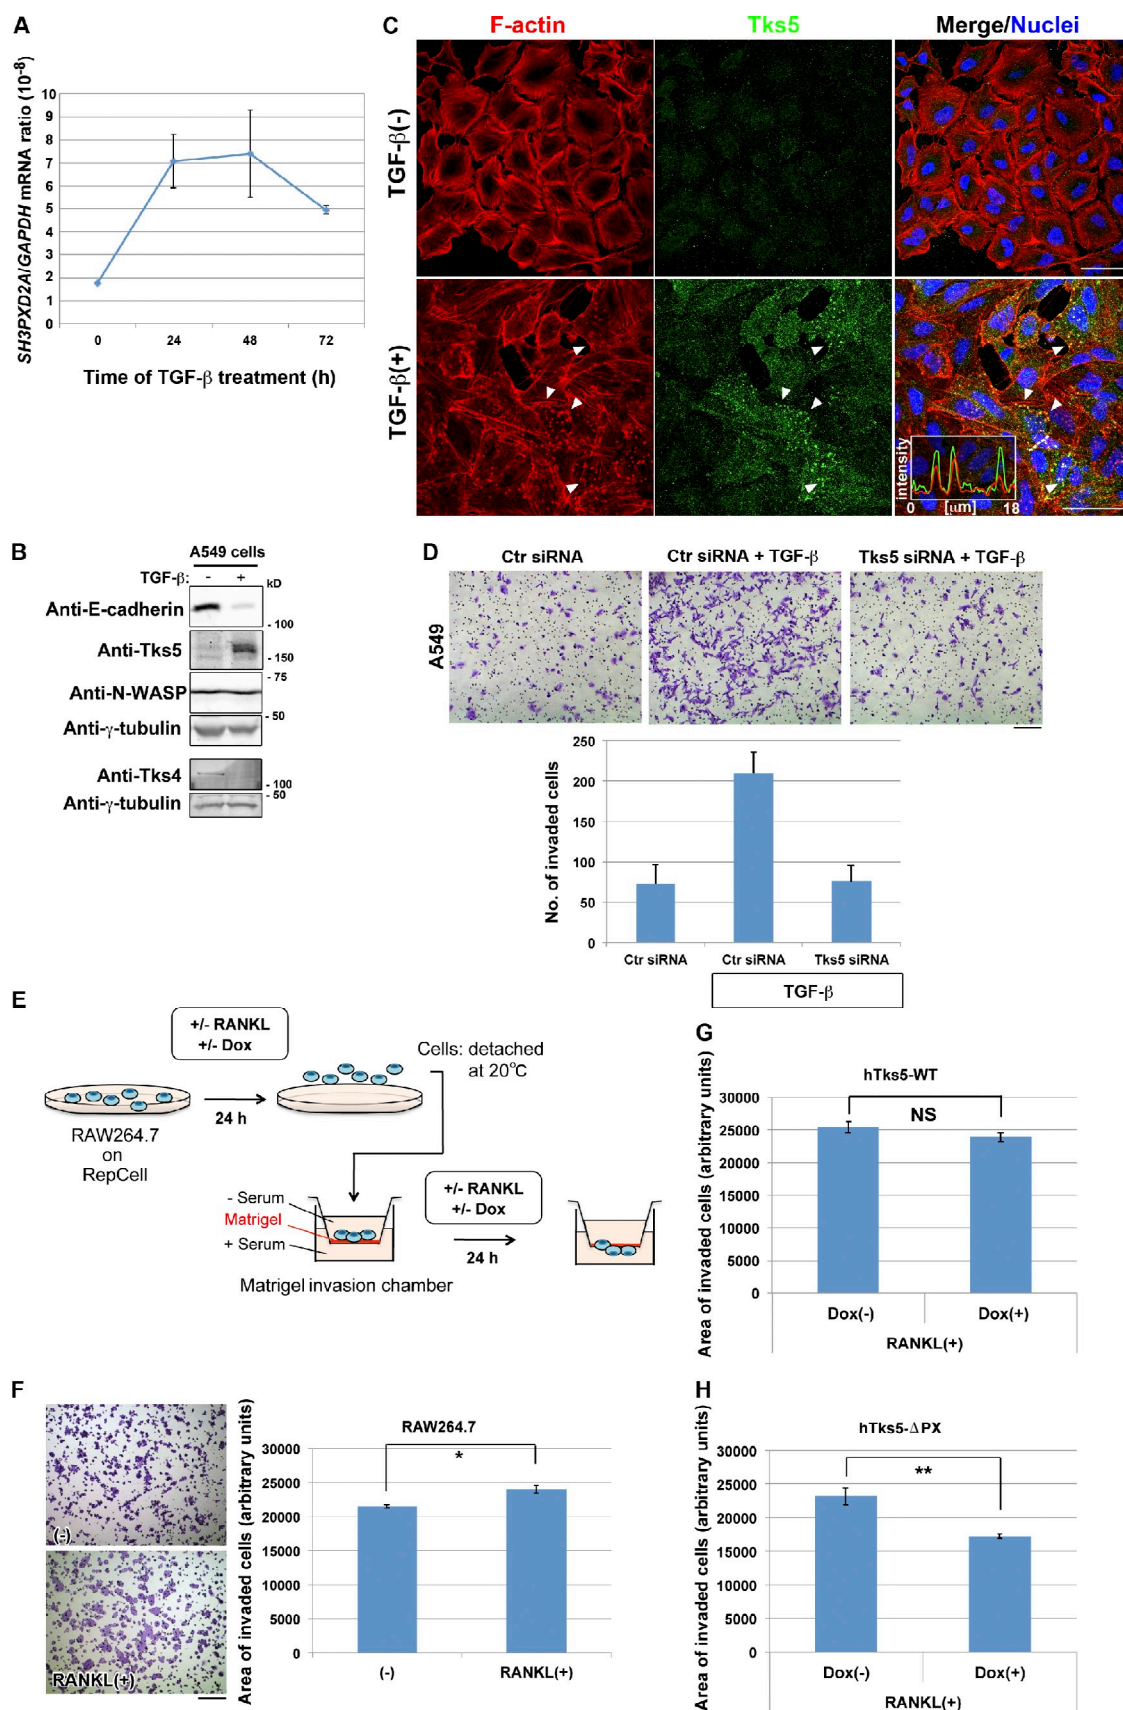 A
SH3PXD2A/GAPDH mRNA ratio (10-8)
10
9
8
7
6
5
4
3
2
1
0
0 24 48 72
Time of TGF-β treatment (h)
C
F-actin Tks5 Merge/Nuclei
TGF-β(-)
TGF-β(+)
intensity
0 [μm] 18
B
A549 cells
TGF-β: - + kD
Anti-E-cadherin
- 100
Anti-Tks5
- 150
- 75
Anti-N-WASP
- 50
Anti-γ-tubulin
Anti-Tks4
- 100
- 50
Anti-γ-tubulin
D
Ctr siRNA Ctr siRNA + TGF-β Tks5 siRNA + TGF-β
A549
No. of invaded cells
250
200
150
100
50
0
Ctr siRNA Ctr siRNA Tks5 siRNA
TGF-β
E
+/- RANKL
+/- Dox
Cells: detached
at 20°C
24 h
RAW264.7
on
RepCell
- Serum
Matrigel
+ Serum
+/- RANKL
+/- Dox
24 h
Matrigel invasion chamber
G
hTks5-WT
Area of invaded cells (arbitrary units)
30000
25000
20000
15000
10000
5000
0
NS
Dox(-) Dox(+)
RANKL(+)
F
(-)
RANKL(+)
RAW264.7
Area of invaded cells (arbitrary units)
30000
25000
20000
15000
10000
5000
0
*
(-) RANKL(+)
H
hTks5-ΔPX
Area of invaded cells (arbitrary units)
30000
25000
20000
15000
10000
5000
0
**
Dox(-) Dox(+)
RANKL(+)